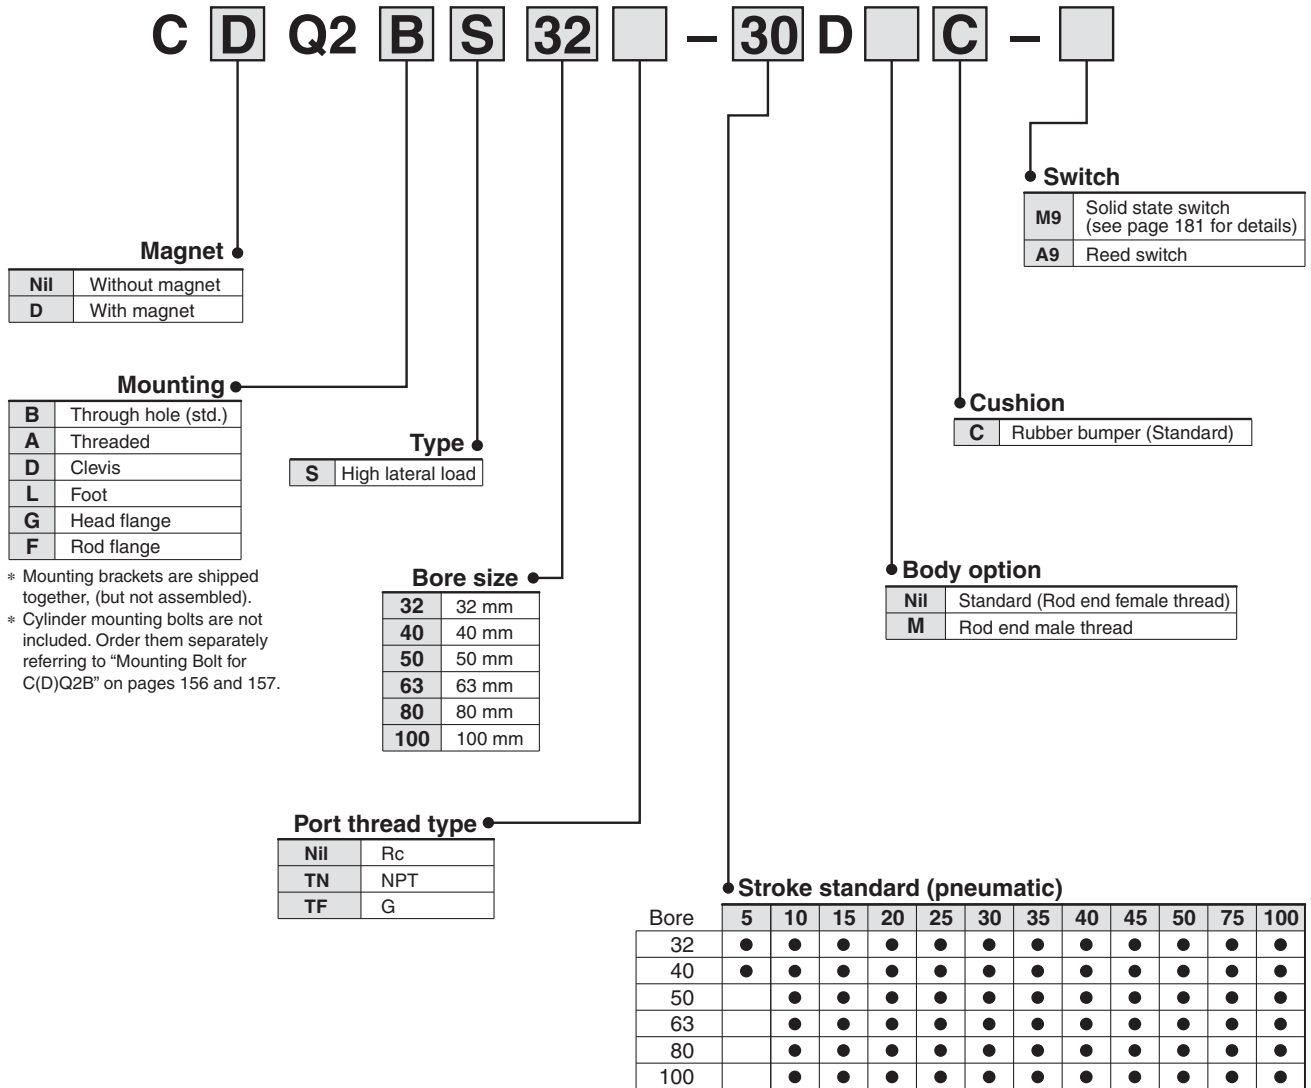 C D Q2 B S 32 – 30 D C –
Switch
M9 Solid state switch
(see page 181 for details)
A9 Reed switch
Magnet
Nil Without magnet
D With magnet
Mounting
B Through hole (std.)
A Threaded
D Clevis
L Foot
G Head flange
F Rod flange
* Mounting brackets are shipped
together, (but not assembled).
* Cylinder mounting bolts are not
included. Order them separately
referring to “Mounting Bolt for
C(D)Q2B” on pages 156 and 157.
Type
S High lateral load
Cushion
C Rubber bumper (Standard)
Bore size
32 32 mm
40 40 mm
50 50 mm
63 63 mm
80 80 mm
100 100 mm
Body option
Nil Standard (Rod end female thread)
M Rod end male thread
Port thread type
Nil Rc
TN NPT
TF G
Stroke standard (pneumatic)
Bore 5 10 15 20 25 30 35 40 45 50 75 100
32 ● ● ● ● ● ● ● ● ● ● ● ●
40 ● ● ● ● ● ● ● ● ● ● ● ●
50 ● ● ● ● ● ● ● ● ● ● ●
63 ● ● ● ● ● ● ● ● ● ● ●
80 ● ● ● ● ● ● ● ● ● ● ●
100 ● ● ● ● ● ● ● ● ● ● ●